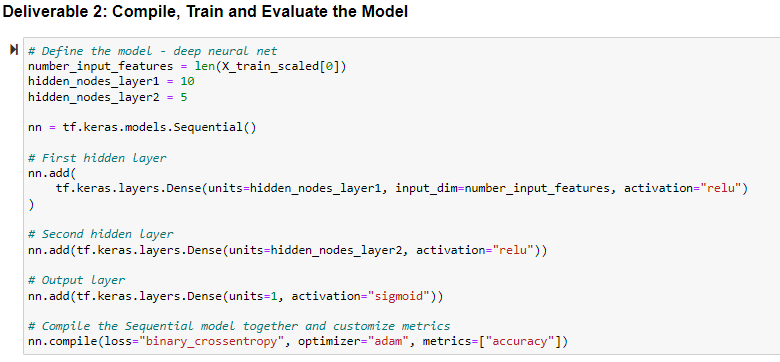 Deliverable 2: Compile, Train and Evaluate the Model
# Define the model - deep neural net
number_input_features = len(X_train_scaled[0])
hidden_nodes_layer1 = 10
hidden_nodes_layer2 = 5
nn = tf.keras.models.Sequential()
# First hidden layer
nn.add(
    tf.keras.layers.Dense(units=hidden_nodes_layer1, input_dim=number_input_features, activation="relu")
)
# Second hidden layer
nn.add(tf.keras.layers.Dense(units=hidden_nodes_layer2, activation="relu"))
# Output layer
nn.add(tf.keras.layers.Dense(units=1, activation="sigmoid"))
# Compile the Sequential model together and customize metrics
nn.compile(loss="binary_crossentropy", optimizer="adam", metrics=["accuracy"])